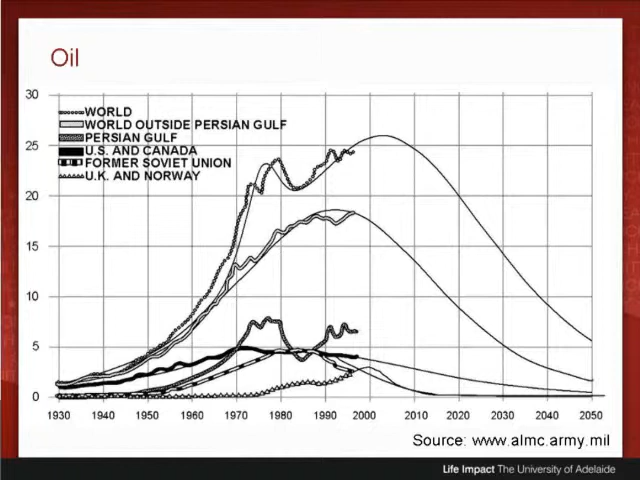 Oil
30
WORLD
WORLD OUTSIDE PERSIAN GULF
PERSIAN GULF
25
U.S. AND CANADA
FORMER SOVIET UNION
U.K. AND NORWAY
20
15
10
5
0
1930 1940 1950 1960 1970 1980 1990 2000 2010 2020 2030 2040 2050
Source: www.almc.army.mil
Life Impact The University of Adelaide